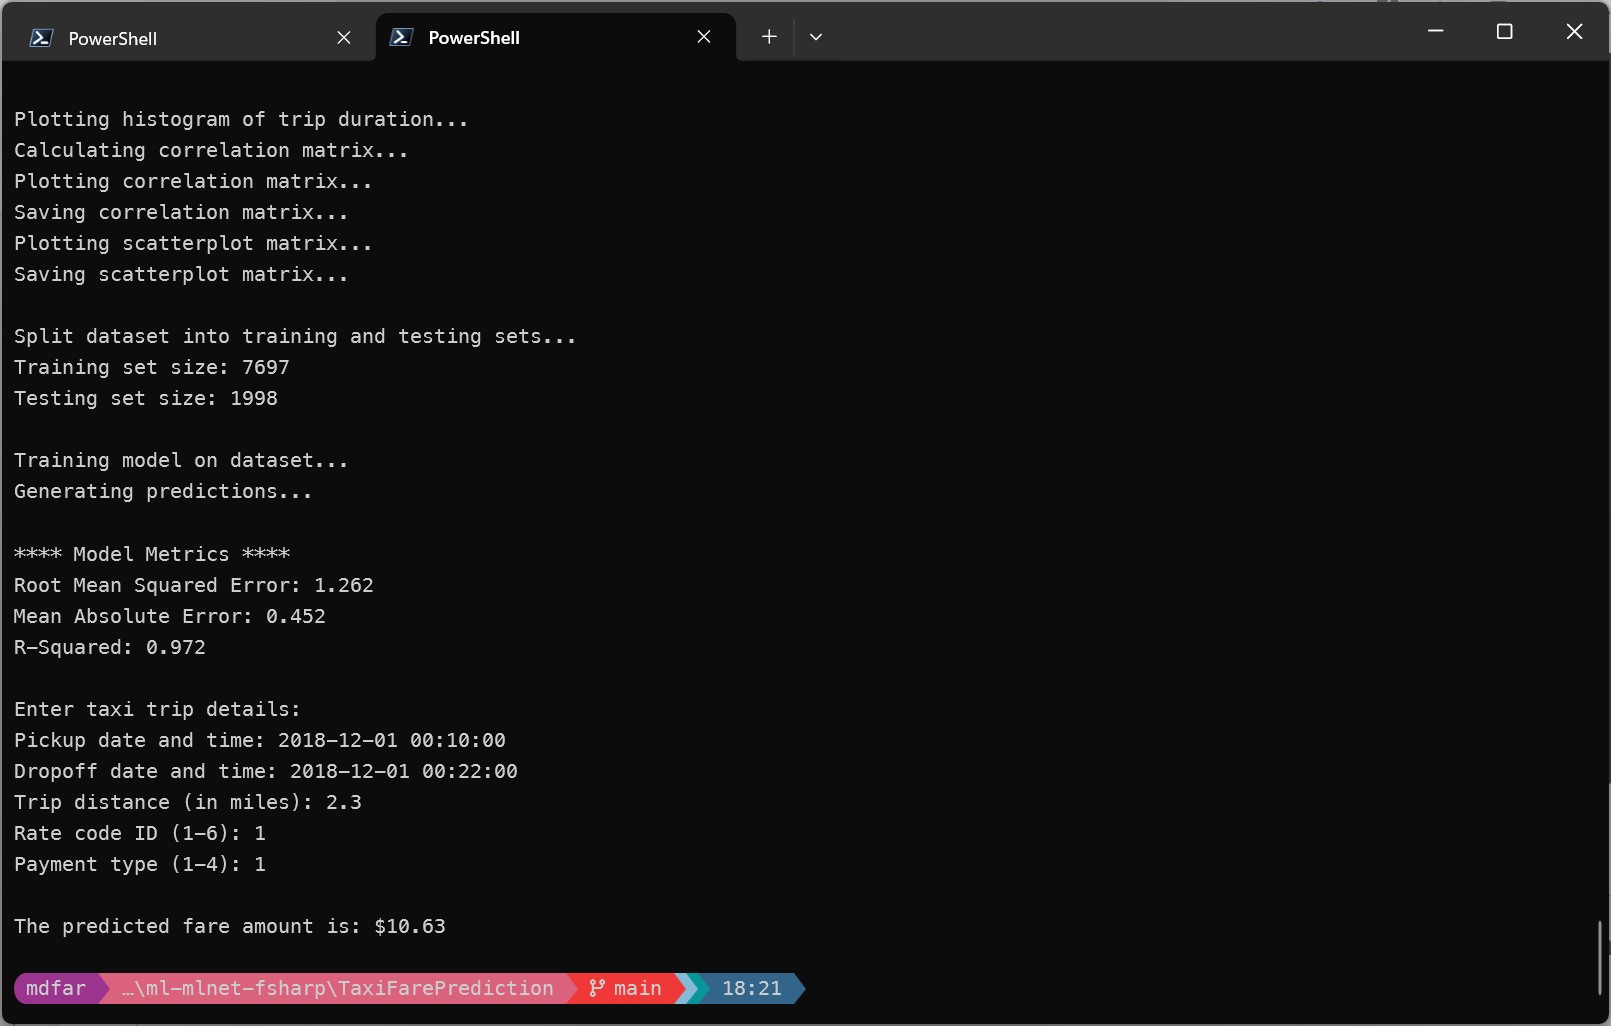 PowerShell PowerShell
Plotting histogram of trip duration...
Calculating correlation matrix...
Plotting correlation matrix...
Saving correlation matrix...
Plotting scatterplot matrix...
Saving scatterplot matrix...
Split dataset into training and testing sets...
Training set size: 7697
Testing set size: 1998
Training model on dataset...
Generating predictions...
**** Model Metrics ****
Root Mean Squared Error: 1.262
Mean Absolute Error: 0.452
R-Squared: 0.972
Enter taxi trip details:
Pickup date and time: 2018-12-01 00:10:00
Dropoff date and time: 2018-12-01 00:22:00
Trip distance (in miles): 2.3
Rate code ID (1-6): 1
Payment type (1-4): 1
The predicted fare amount is: $10.63
mdfar …\ml-mlnet-fsharp\TaxiFarePrediction main 18:21